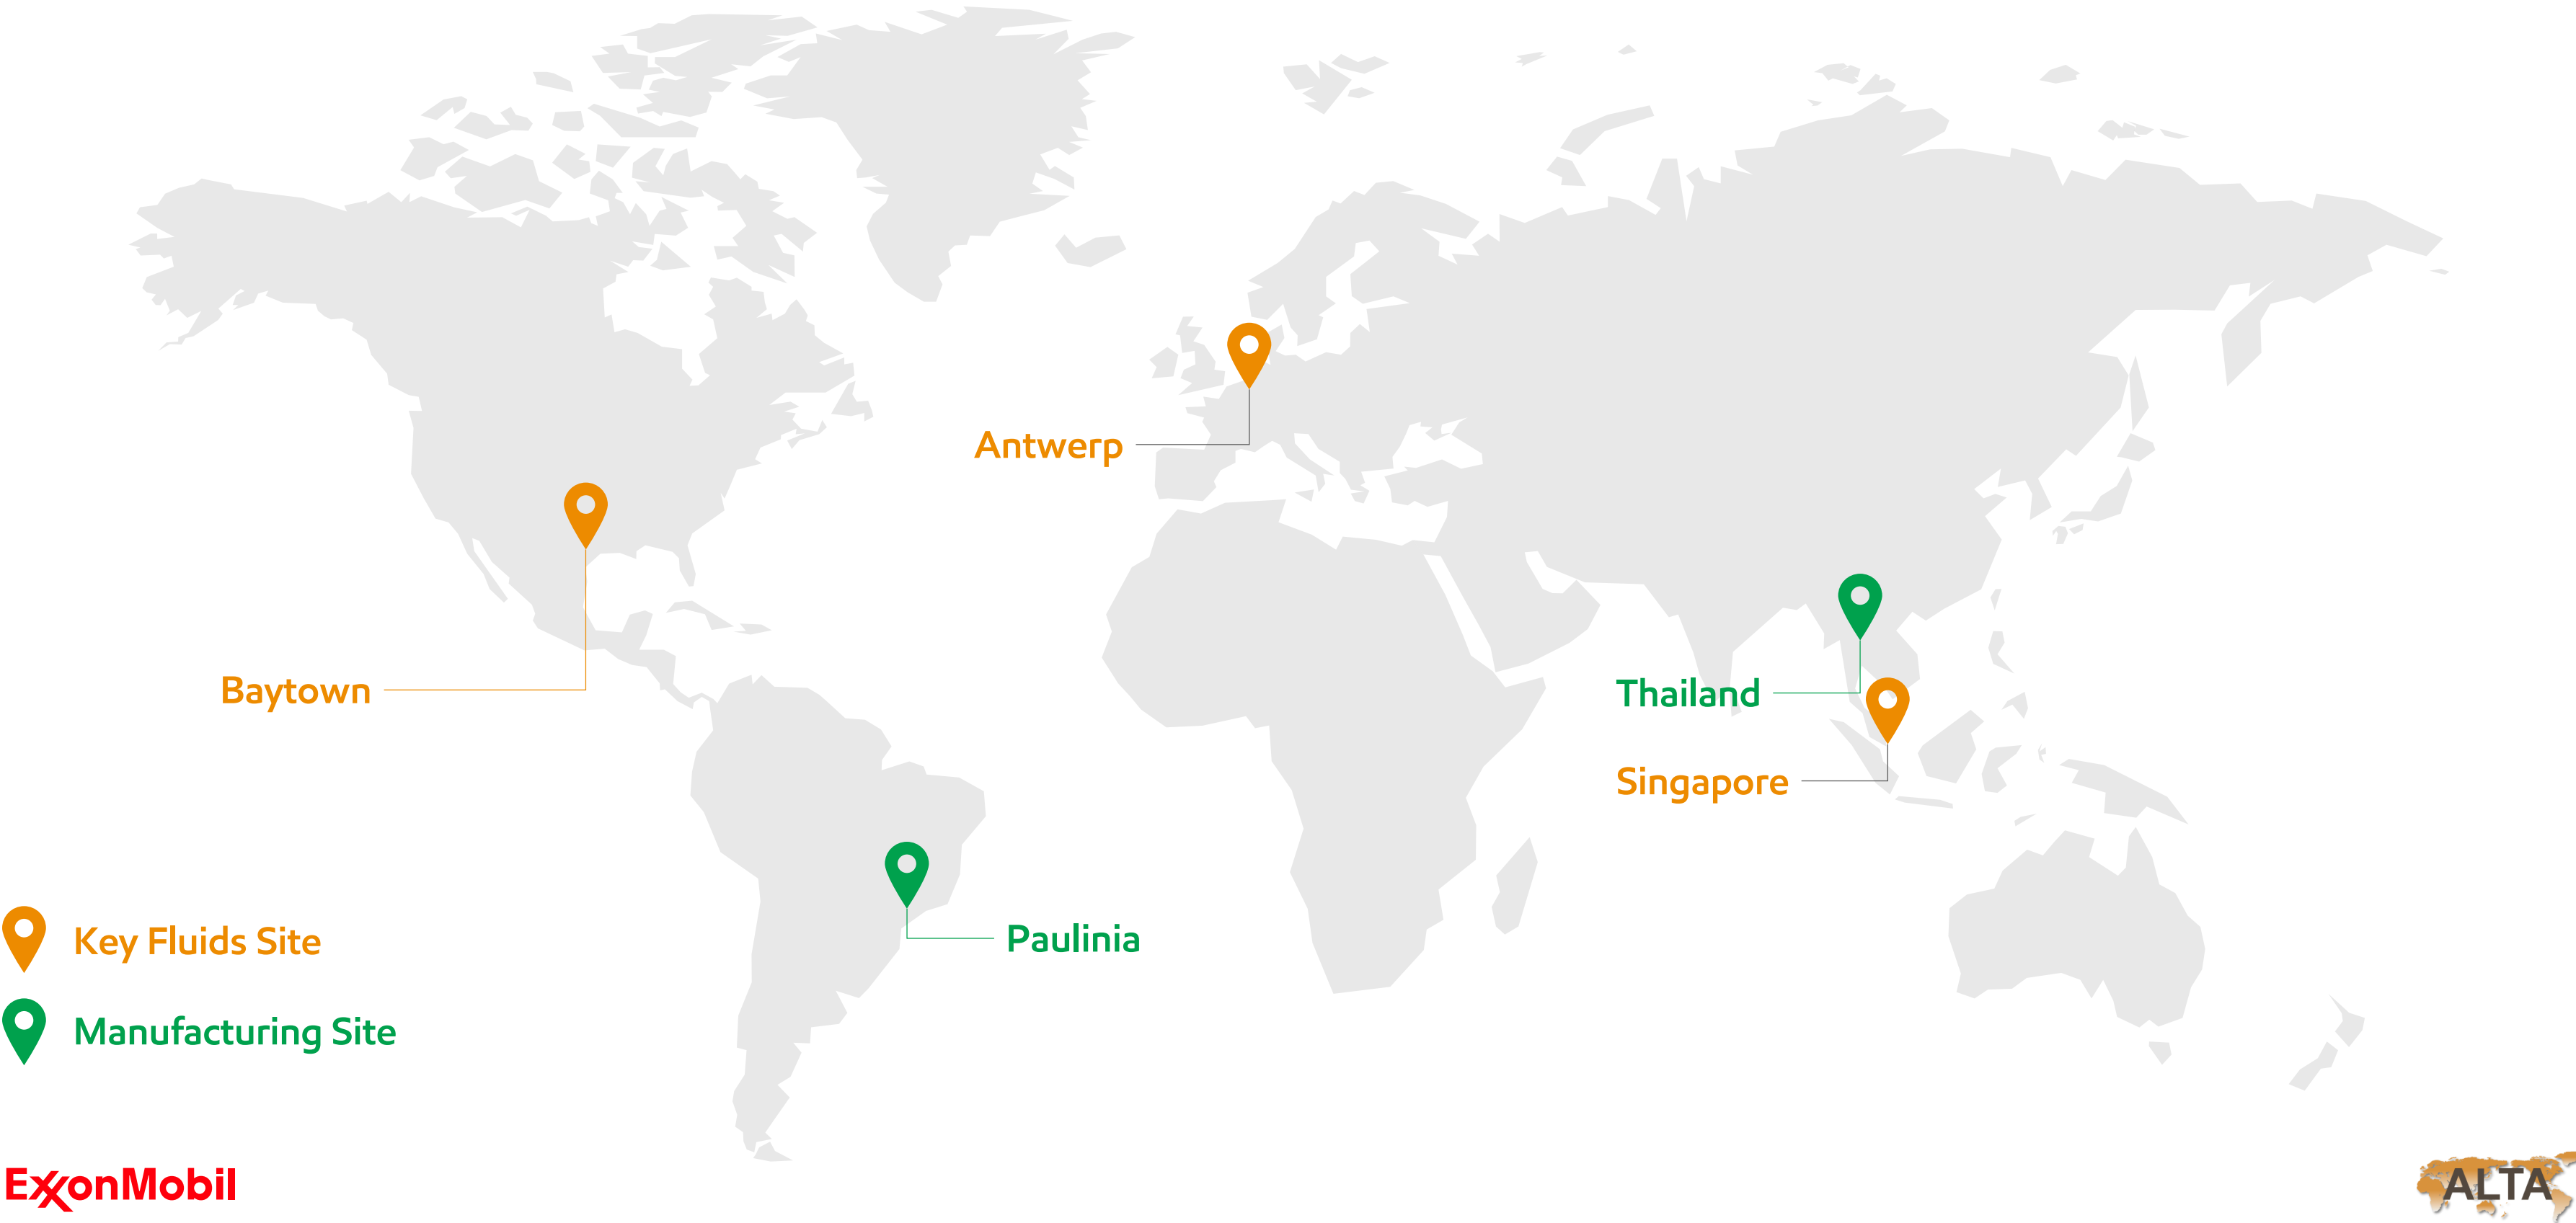 Antwerp
Baytown
Thailand
Singapore
Paulinia
Key Fluids Site
Manufacturing Site
ExxonMobil
ALTA